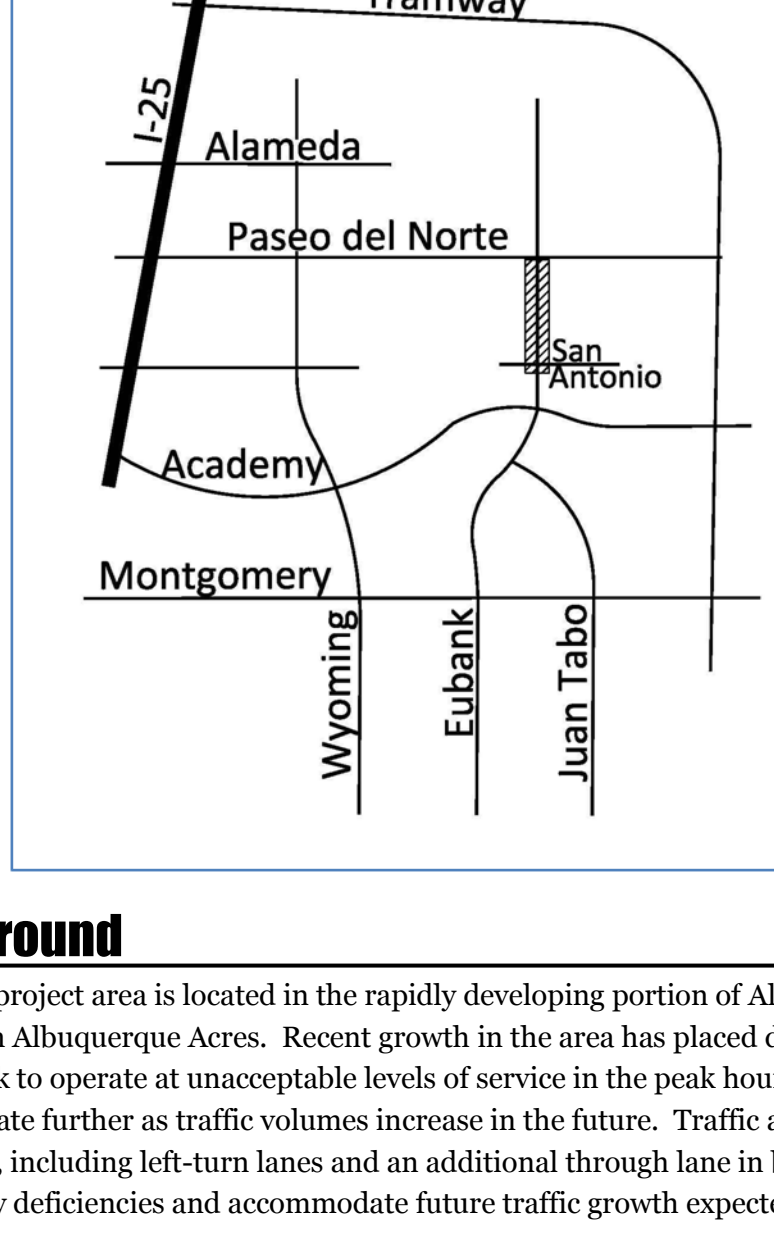 Tramway
I-25
Alameda
Paseo del Norte
San
Antonio
Academy
Montgomery
Wyoming
Eubank
Juan Tabo
round
project area is located in the rapidly developing portion of Al
Albuquerque Acres. Recent growth in the area has placed
to operate at unacceptable levels of service in the peak hou
ate further as traffic volumes increase in the future. Traffic a
, including left-turn lanes and an additional through lane in
y deficiencies and accommodate future traffic growth expect